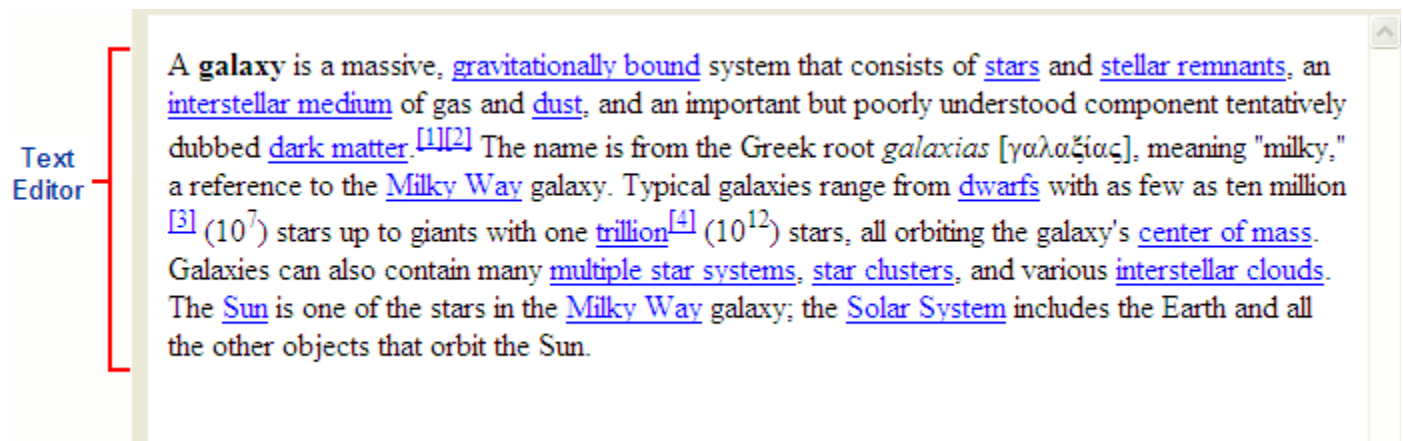 Text
Editor
A galaxy is a massive, gravitationally bound system that consists of stars and stellar remnants, an
interstellar medium of gas and dust, and an important but poorly understood component tentatively
dubbed dark matter.[1][2] The name is from the Greek root galaxias [γαλαξίας], meaning "milky,"
a reference to the Milky Way galaxy. Typical galaxies range from dwarfs with as few as ten million
[3] (10⁷) stars up to giants with one trillion[4] (10¹²) stars, all orbiting the galaxy's center of mass.
Galaxies can also contain many multiple star systems, star clusters, and various interstellar clouds.
The Sun is one of the stars in the Milky Way galaxy; the Solar System includes the Earth and all
the other objects that orbit the Sun.